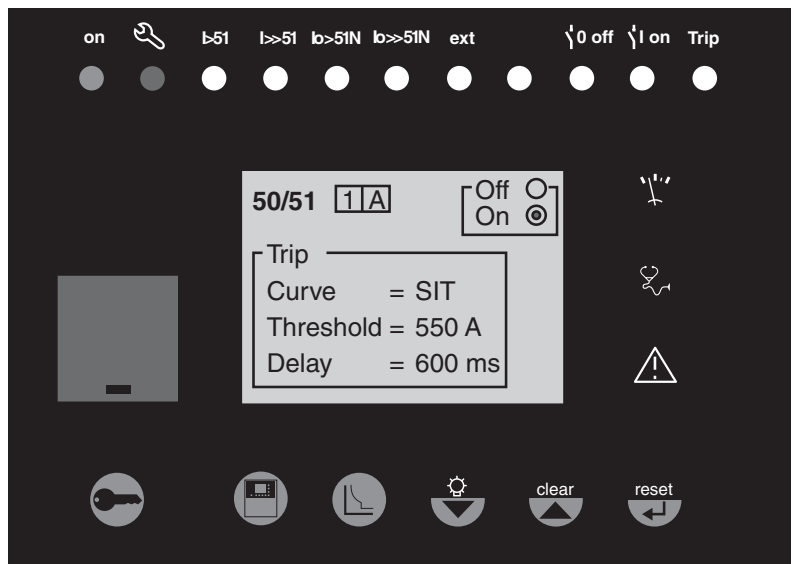 on I>51 I>>51 Io>51N Io>>51N ext 0 off I on Trip
50/51 1 A
Off
On
Trip
Curve = SIT
Threshold = 550 A
Delay = 600 ms
clear reset